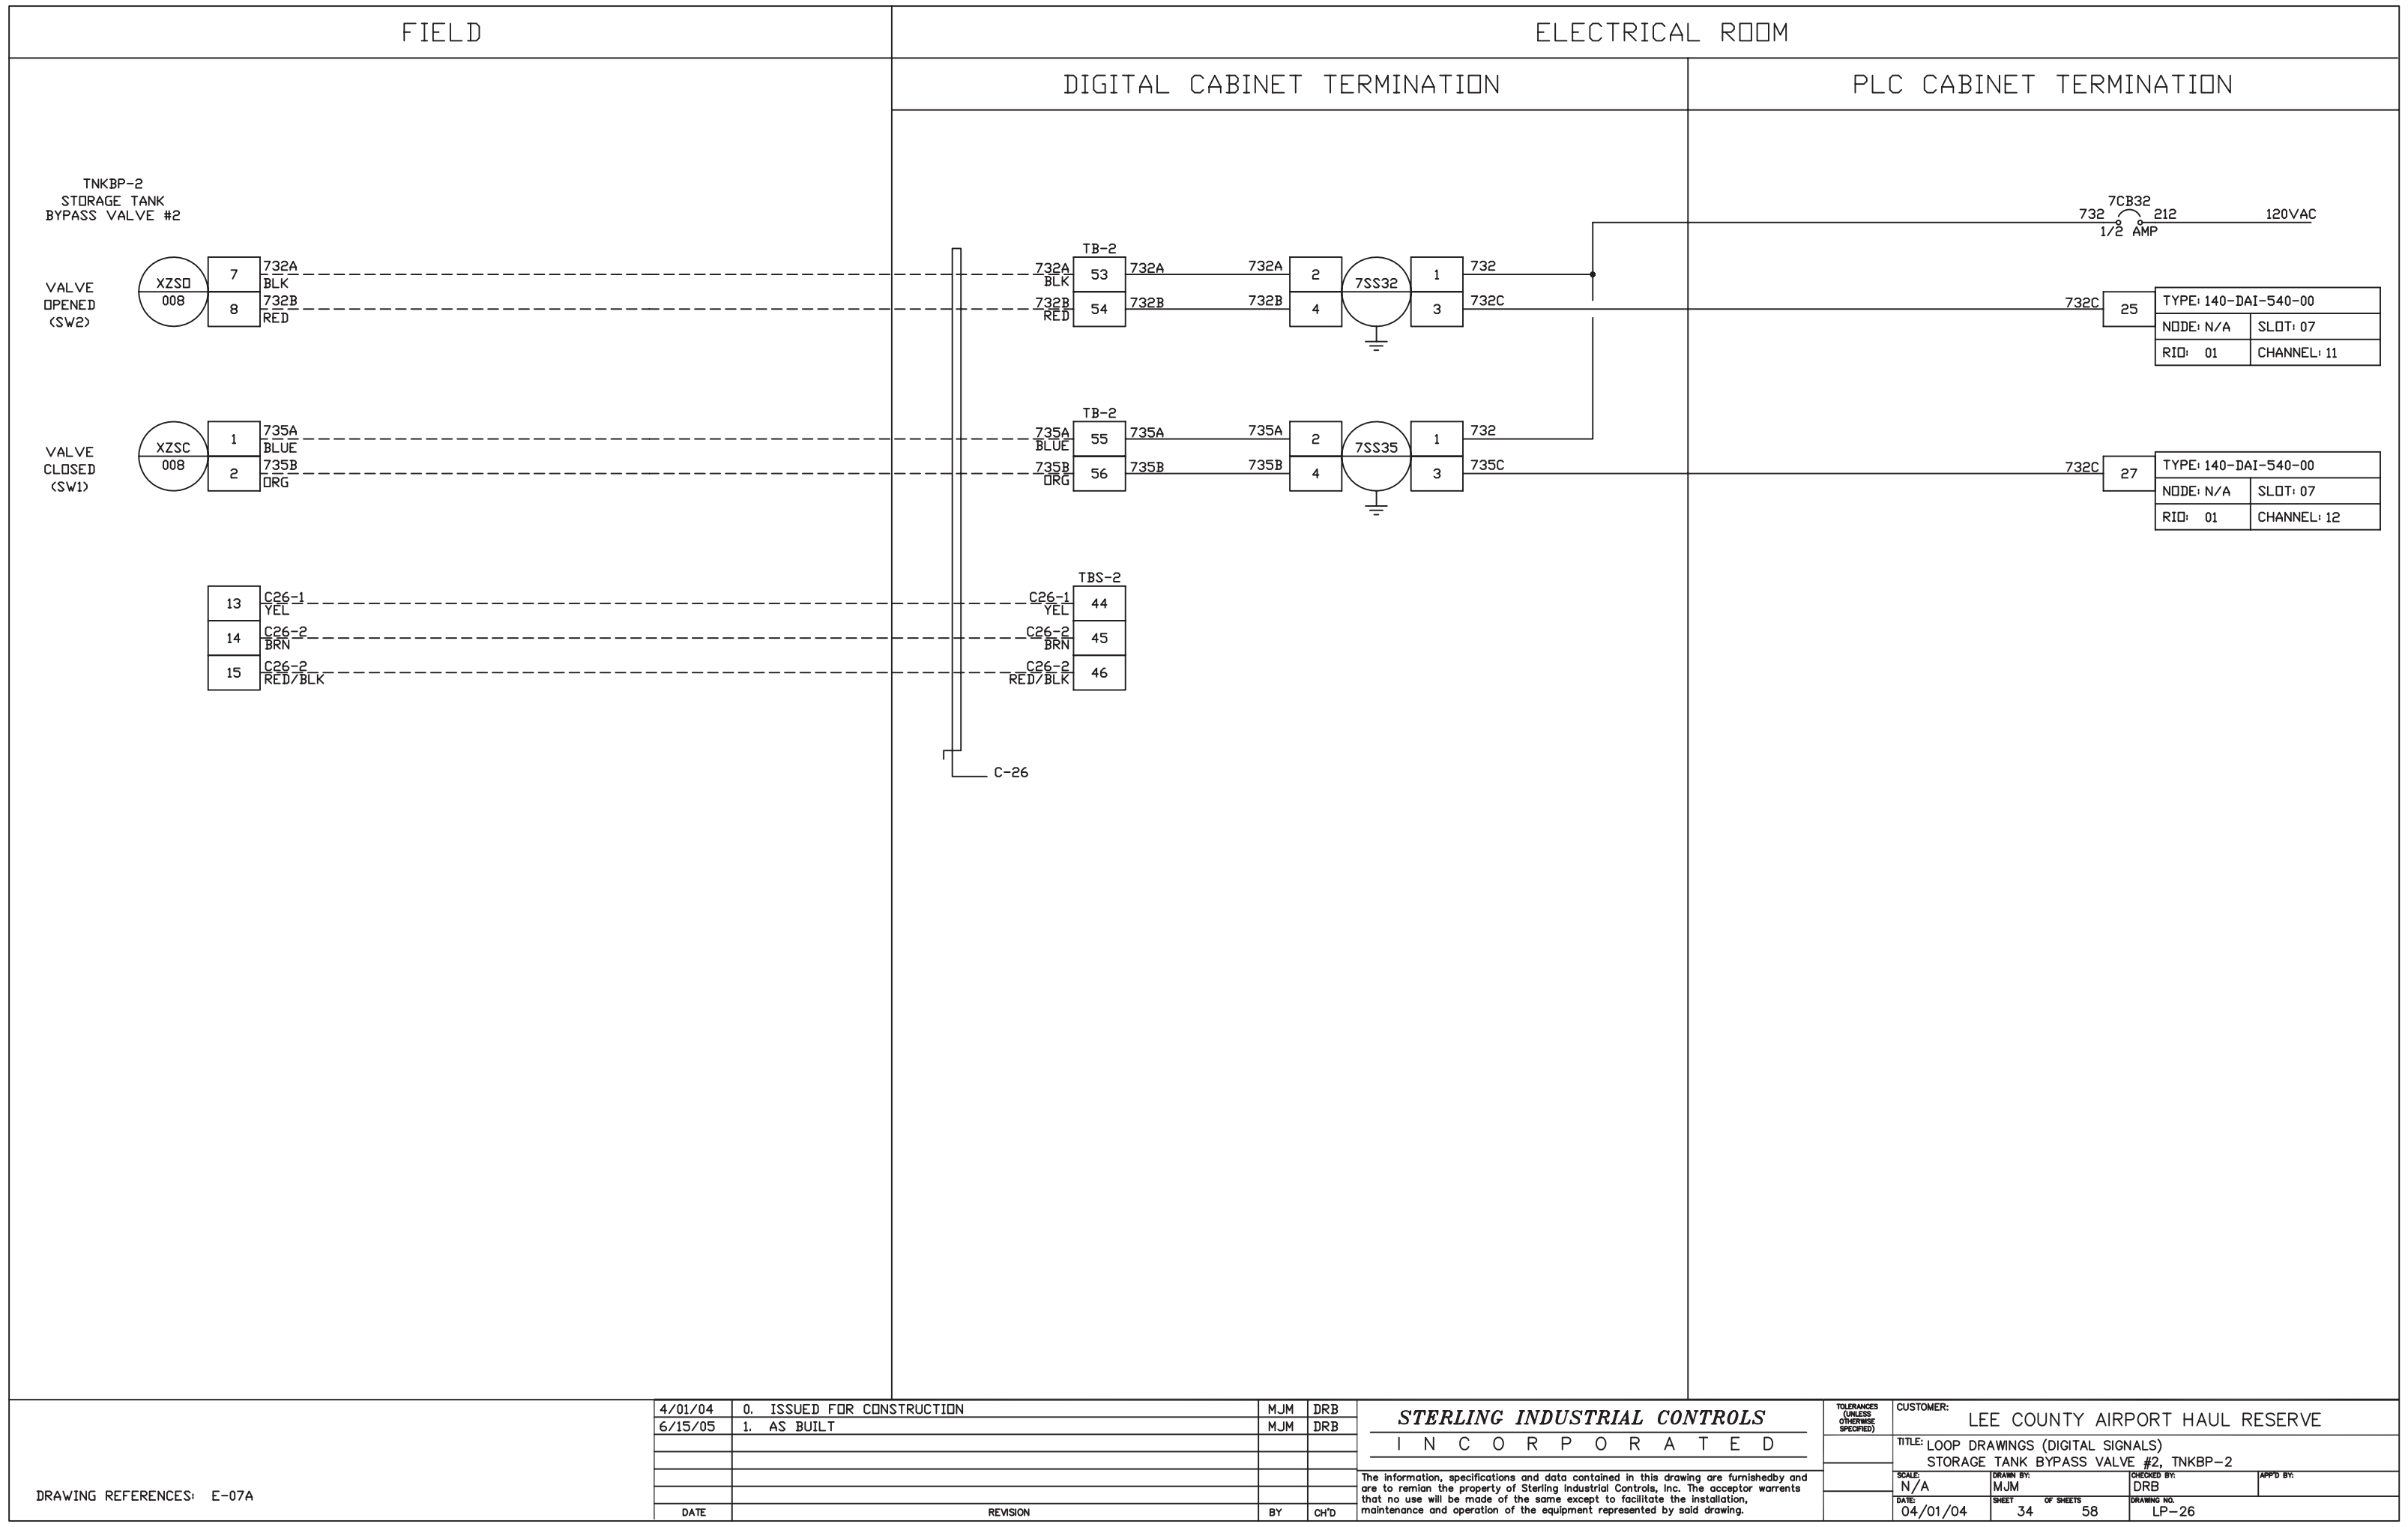 FIELD
ELECTRICAL ROOM
DIGITAL CABINET TERMINATION
PLC CABINET TERMINATION
TNKBP-2
STORAGE TANK
BYPASS VALVE #2
7CB32
732 212 120VAC
1/2 AMP
VALVE
OPENED
(SW2)
XZSO
008
7
8
732A
BLK
732B
RED
TB-2
732A
BLK
732B
RED
53
54
732A
732B
732A
732B
2
4
7SS32
1
3
732
732C
732C
25
TYPE: 140-DAI-540-00
NODE: N/A SLOT: 07
RIO: 01 CHANNEL: 11
VALVE
CLOSED
(SW1)
XZSC
008
1
2
735A
BLUE
735B
ORG
TB-2
735A
BLUE
735B
ORG
55
56
735A
735B
735A
735B
2
4
7SS35
1
3
732
735C
732C
27
TYPE: 140-DAI-540-00
NODE: N/A SLOT: 07
RIO: 01 CHANNEL: 12
TBS-2
13 C26-1 C26-1 44
YEL YEL
14 C26-2 C26-2 45
BRN BRN
15 C26-2 C26-2 46
RED/BLK RED/BLK
C-26
DRAWING REFERENCES: E-07A
4/01/04 0. ISSUED FOR CONSTRUCTION MJM DRB
6/15/05 1. AS BUILT MJM DRB
DATE REVISION BY CH'D
STERLING INDUSTRIAL CONTROLS
INCORPORATED
The information, specifications and data contained in this drawing are furnishedby and
are to remian the property of Sterling Industrial Controls, Inc. The acceptor warrents
that no use will be made of the same except to facilitate the installation,
maintenance and operation of the equipment represented by said drawing.
TOLERANCES
(UNLESS
OTHERWISE
SPECIFIED)
CUSTOMER:
LEE COUNTY AIRPORT HAUL RESERVE
TITLE: LOOP DRAWINGS (DIGITAL SIGNALS)
STORAGE TANK BYPASS VALVE #2, TNKBP-2
SCALE: DRAWN BY: CHECKED BY: APP'D BY:
N/A MJM DRB
DATE: SHEET OF SHEETS DRAWING NO.
04/01/04 34 58 LP-26